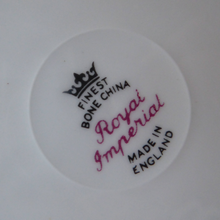 FINEST
BONE CHINA
Royal
Imperial
MADE IN
ENGLAND